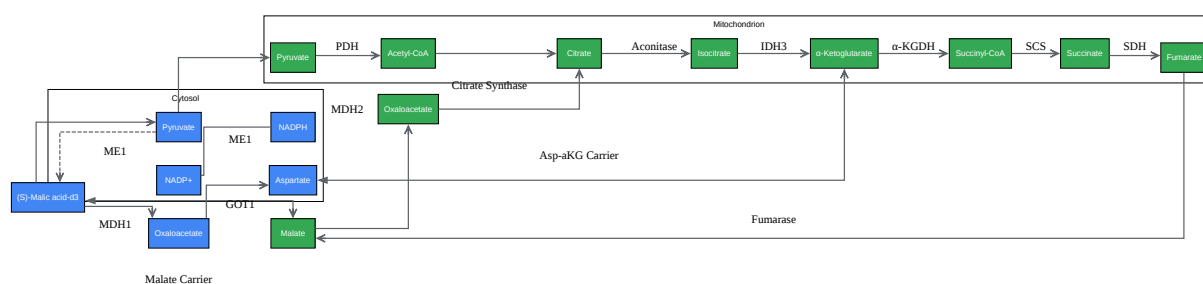 Mitochondrion
Pyruvate
PDH
Acetyl-CoA
Citrate
Aconitase
Isocitrate
IDH3
α-Ketoglutarate
α-KGDH
Succinyl-CoA
SCS
Succinate
SDH
Fumarate
Citrate Synthase
Cytosol
MDH2
Oxaloacetate
Pyruvate
NADPH
ME1
ME1
Asp-aKG Carrier
NADP+
Aspartate
(S)-Malic acid-d3
GOT1
MDH1
Oxaloacetate
Malate
Fumarase
Malate Carrier